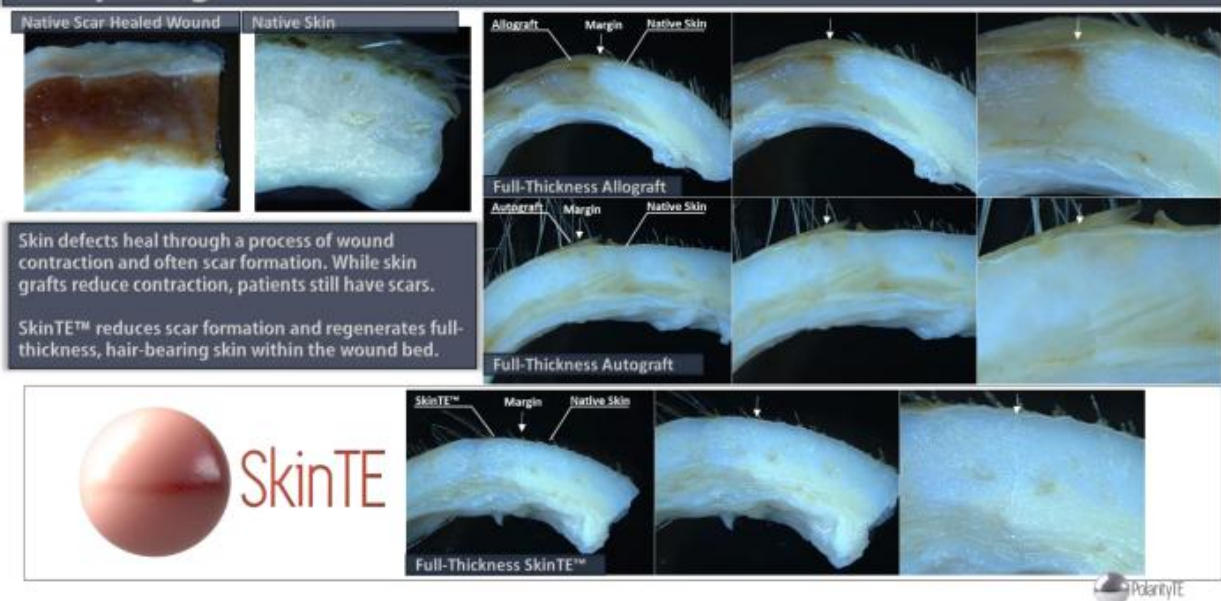 Native Scar Healed Wound
Native Skin
Allograft
Margin
Native Skin
Full-Thickness Allograft
Autograft
Margin
Native Skin
Full-Thickness Autograft
Skin defects heal through a process of wound
contraction and often scar formation. While skin
grafts reduce contraction, patients still have scars.
SkinTE™ reduces scar formation and regenerates full-
thickness, hair-bearing skin within the wound bed.
SkinTE
SkinTE™
Margin
Native Skin
Full-Thickness SkinTE™
PolarityTE